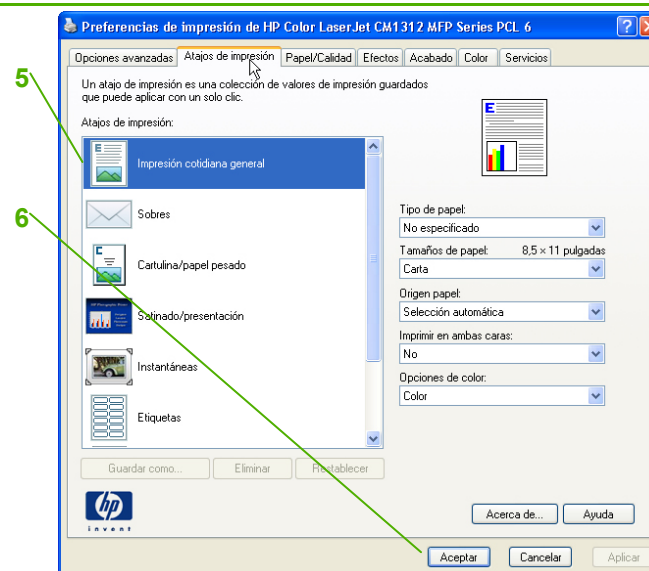 Preferencias de impresión de HP Color LaserJet CM1312 MFP Series PCL 6
Opciones avanzadas Atajos de impresión Papel/Calidad Efectos Acabado Color Servicios
5
Un atajo de impresión es una colección de valores de impresión guardados
que puede aplicar con un solo clic.
Atajos de impresión:
Impresión cotidiana general
6
Sobres
Cartulina/papel pesado
Satinado/presentación
Instantáneas
Etiquetas
Tipo de papel:
No especificado
Tamaños de papel: 8,5 × 11 pulgadas
Carta
Origen papel:
Selección automática
Imprimir en ambas caras:
No
Opciones de color:
Color
Guardar como... Eliminar Restablecer
hp
invent
Acerca de... Ayuda
Aceptar Cancelar Aplicar